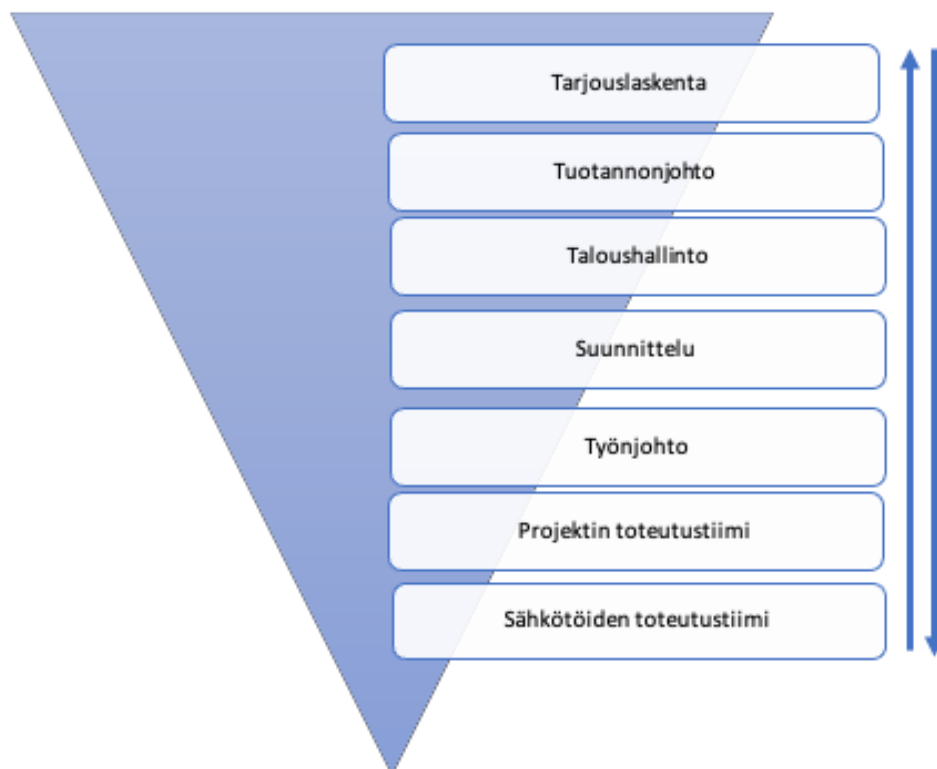 Tarjouslaskenta
Tuotannonjohto
Taloushallinto
Suunnittelu
Työnjohto
Projektin toteutustiimi
Sähkötöiden toteutustiimi